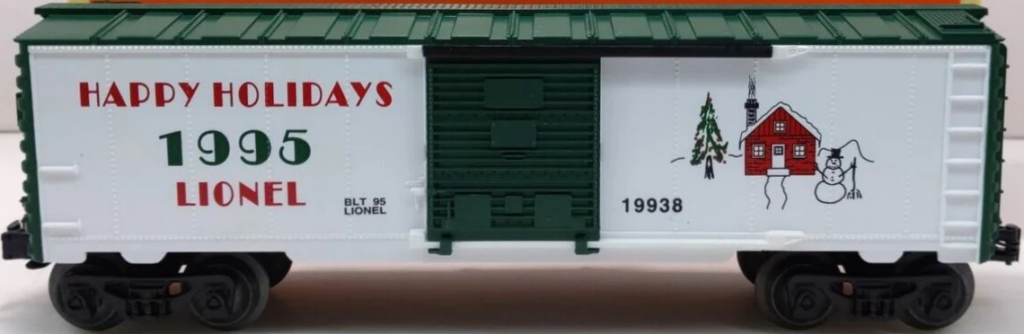 HAPPY HOLIDAYS
1995
LIONEL
BLT 95
LIONEL
19938